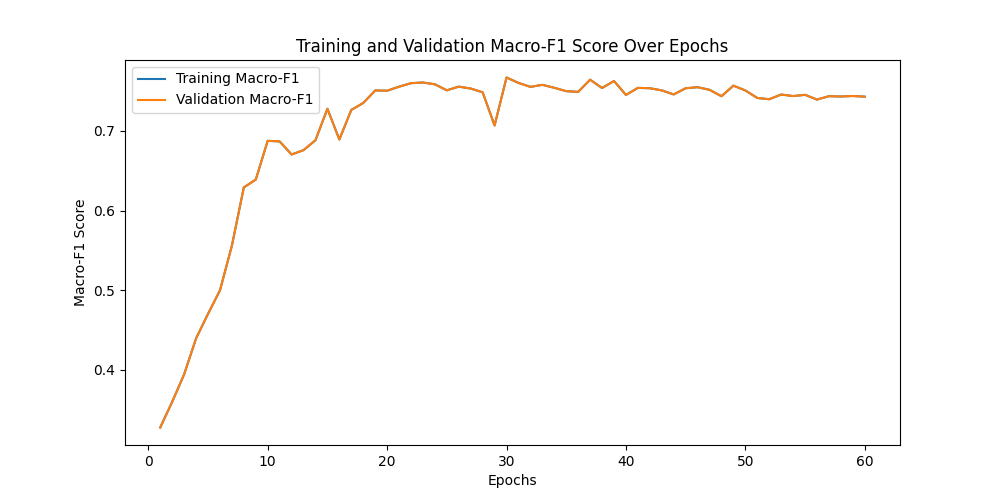 Training and Validation Macro-F1 Score Over Epochs
Training Macro-F1
Validation Macro-F1
Macro-F1 Score
0.7
0.6
0.5
0.4
0
10
20
30
40
50
60
Epochs